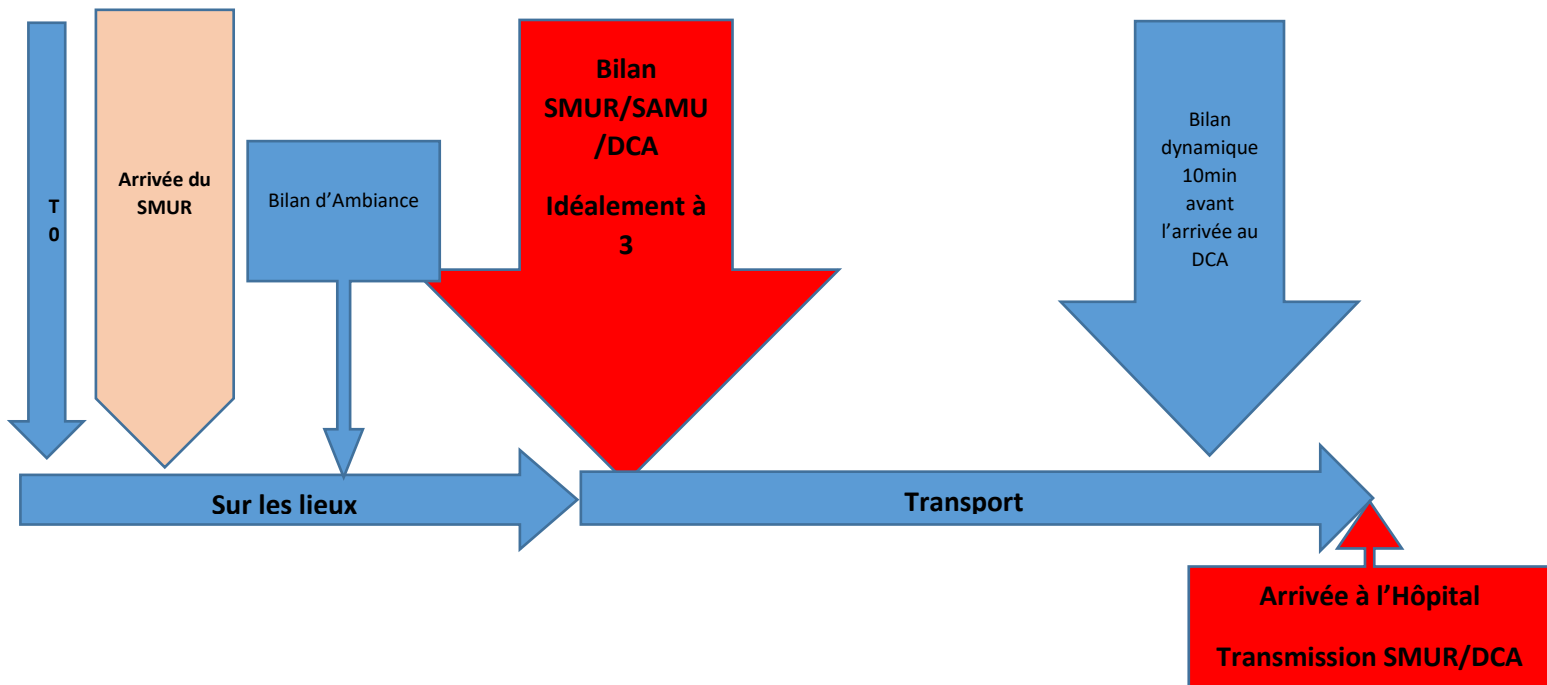 T
0
Arrivée du
SMUR
Bilan d’Ambiance
Bilan
SMUR/SAMU
/DCA
Idéalement à
3
Bilan
dynamique
10min
avant
l’arrivée au
DCA
Sur les lieux
Transport
Arrivée à l’Hôpital
Transmission SMUR/DCA